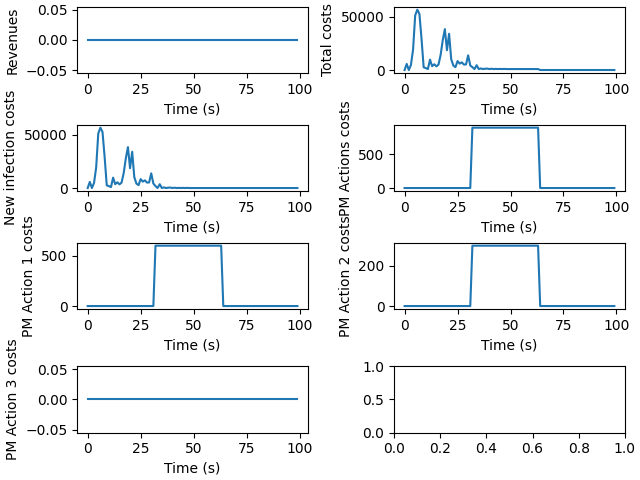 Revenues
0.05
0.00
−0.05
0 25 50 75 100
Time (s)
Total costs
50000
0
0 25 50 75 100
Time (s)
New infection costs
50000
0
0 25 50 75 100
Time (s)
PM Actions costs
500
0
0 25 50 75 100
Time (s)
PM Action 1 costs
500
0
0 25 50 75 100
Time (s)
PM Action 2 costs
200
0
0 25 50 75 100
Time (s)
PM Action 3 costs
0.05
0.00
−0.05
0 25 50 75 100
Time (s)
1.0
0.5
0.0
0.0 0.2 0.4 0.6 0.8 1.0